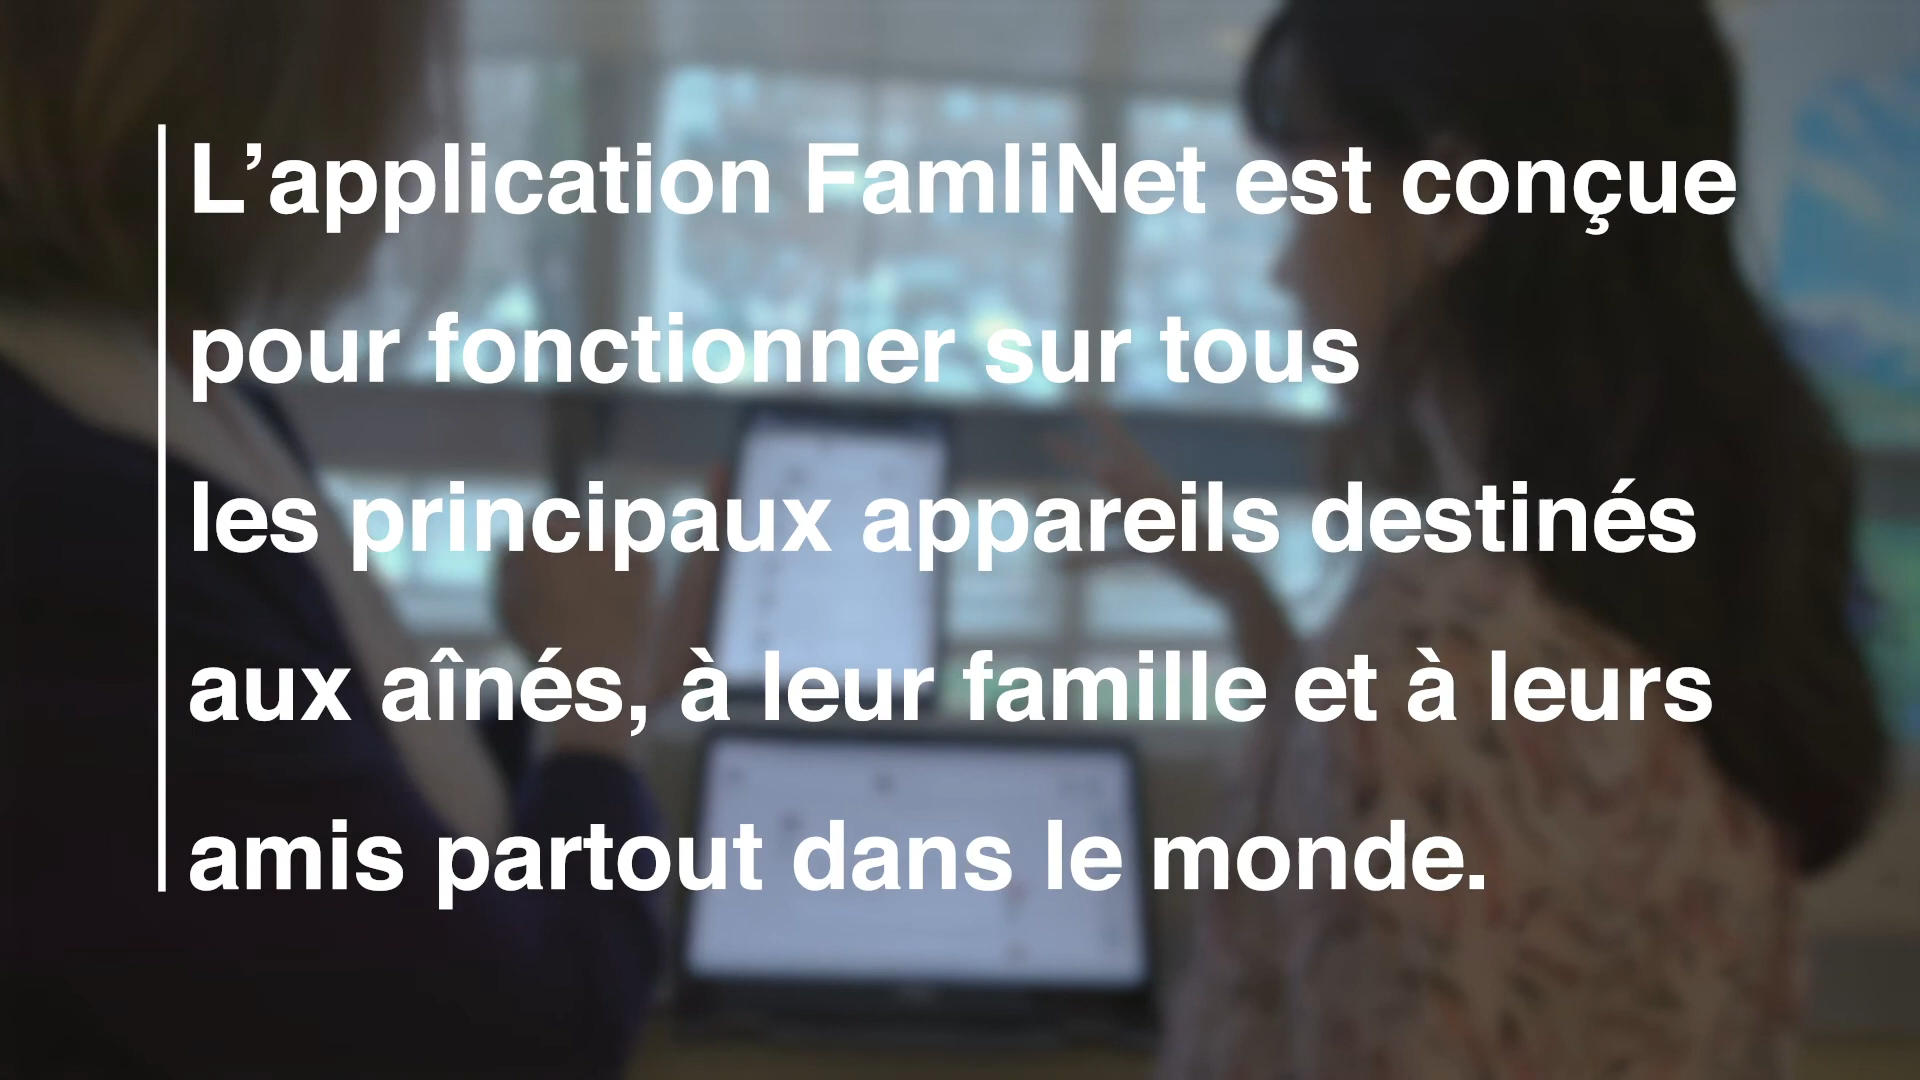 L’application FamliNet est conçue
pour fonctionner sur tous
les principaux appareils destinés
aux aînés, à leur famille et à leurs
amis partout dans le monde.